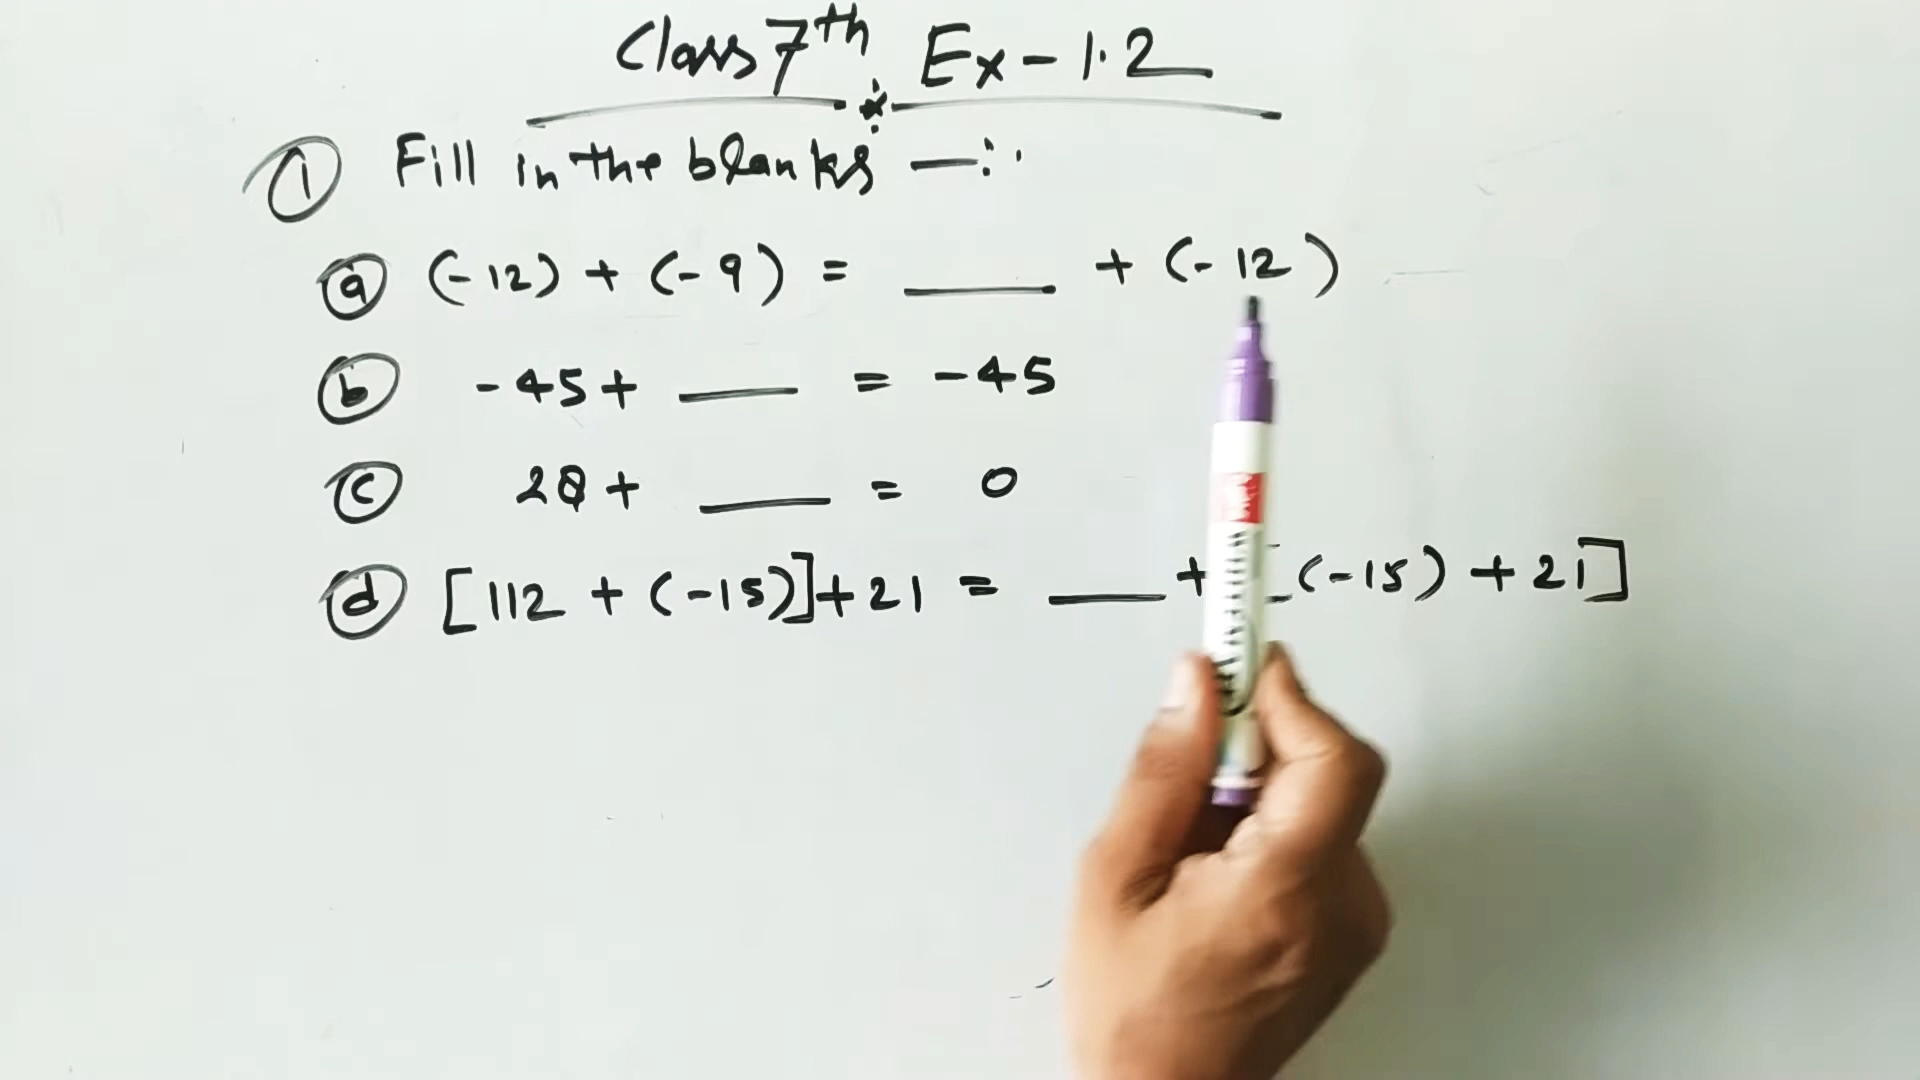 Class 7th Ex-1.2
① Fill in the blanks —:
ⓐ (-12) + (-9) = ____ + (-12)
ⓑ -45 + ____ = -45
ⓒ 28 + ____ = 0
ⓓ [112 + (-15)] + 21 = ____ + [(-15) + 21]